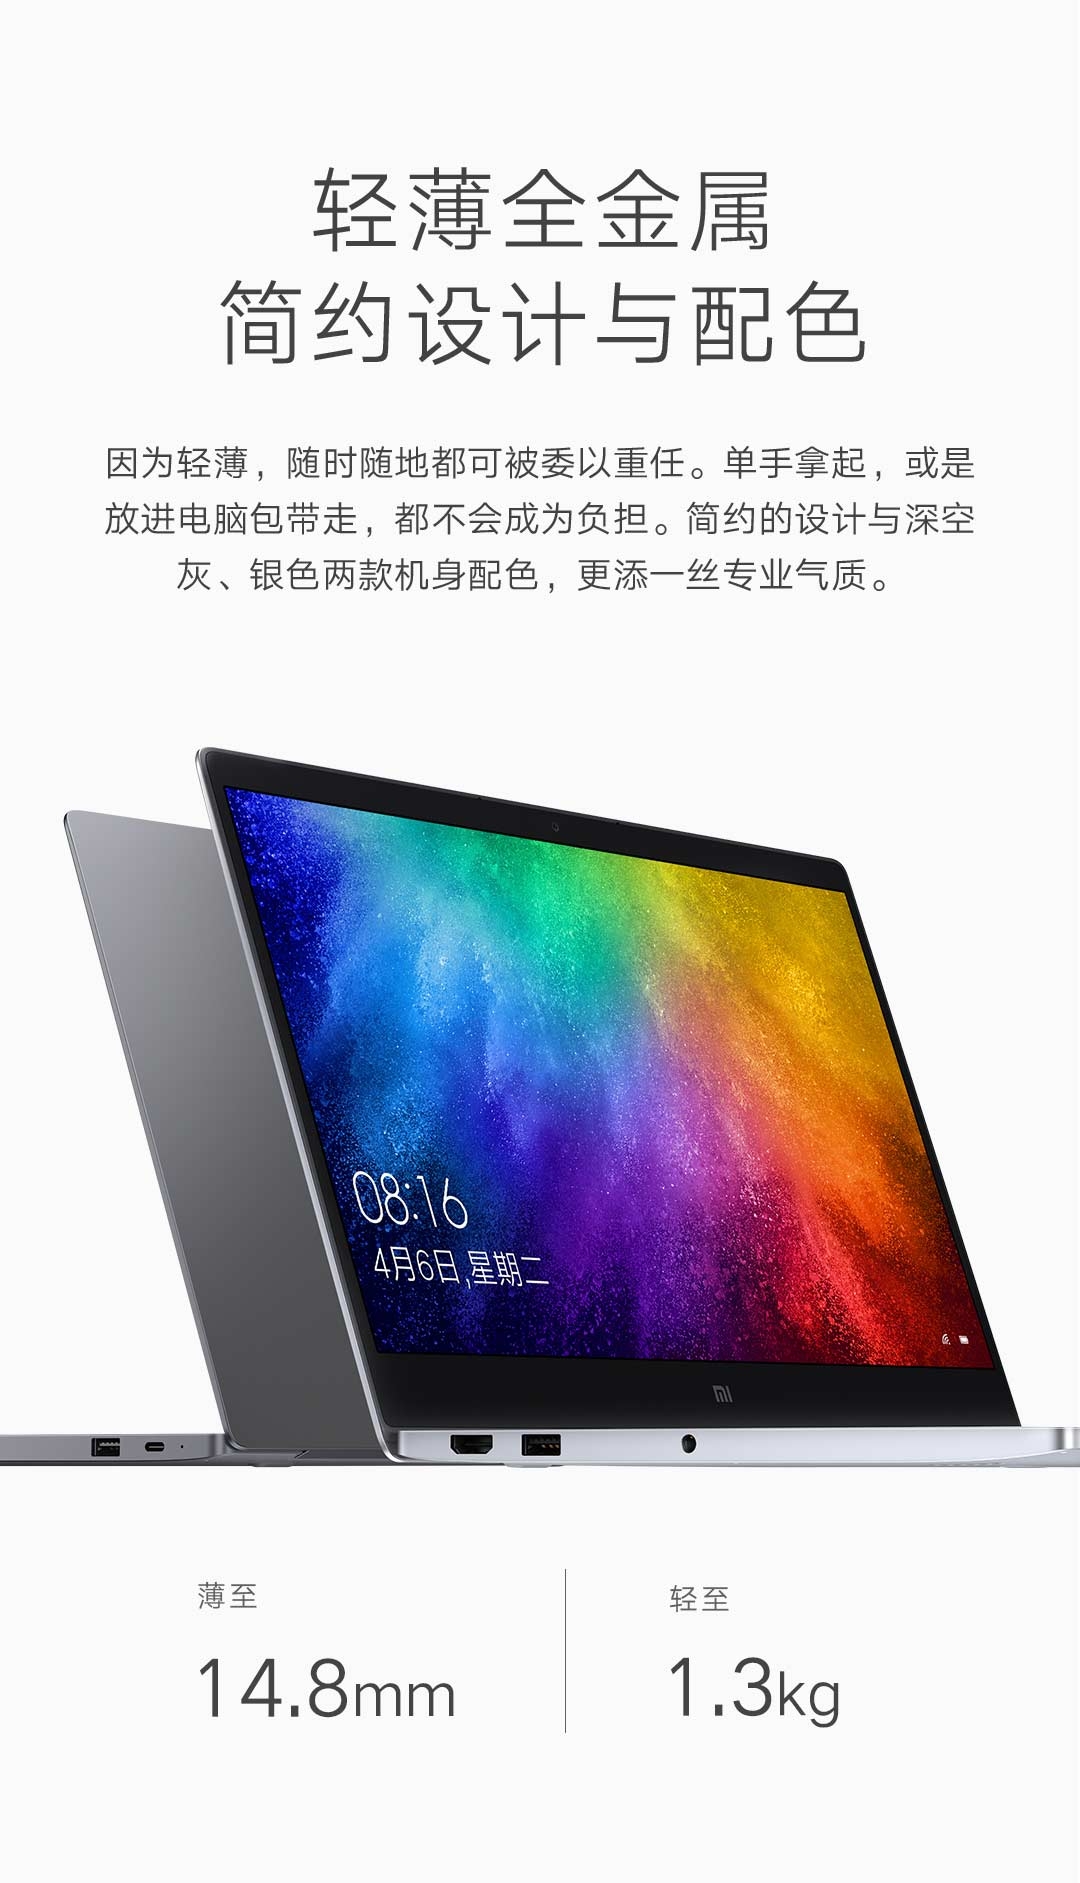 轻薄全金属
简约设计与配色
因为轻薄，随时随地都可被委以重任。单手拿起，或是
放进电脑包带走，都不会成为负担。简约的设计与深空
灰、银色两款机身配色，更添一丝专业气质。
08:16
4月6日,星期二
mi
薄至
14.8mm
轻至
1.3kg